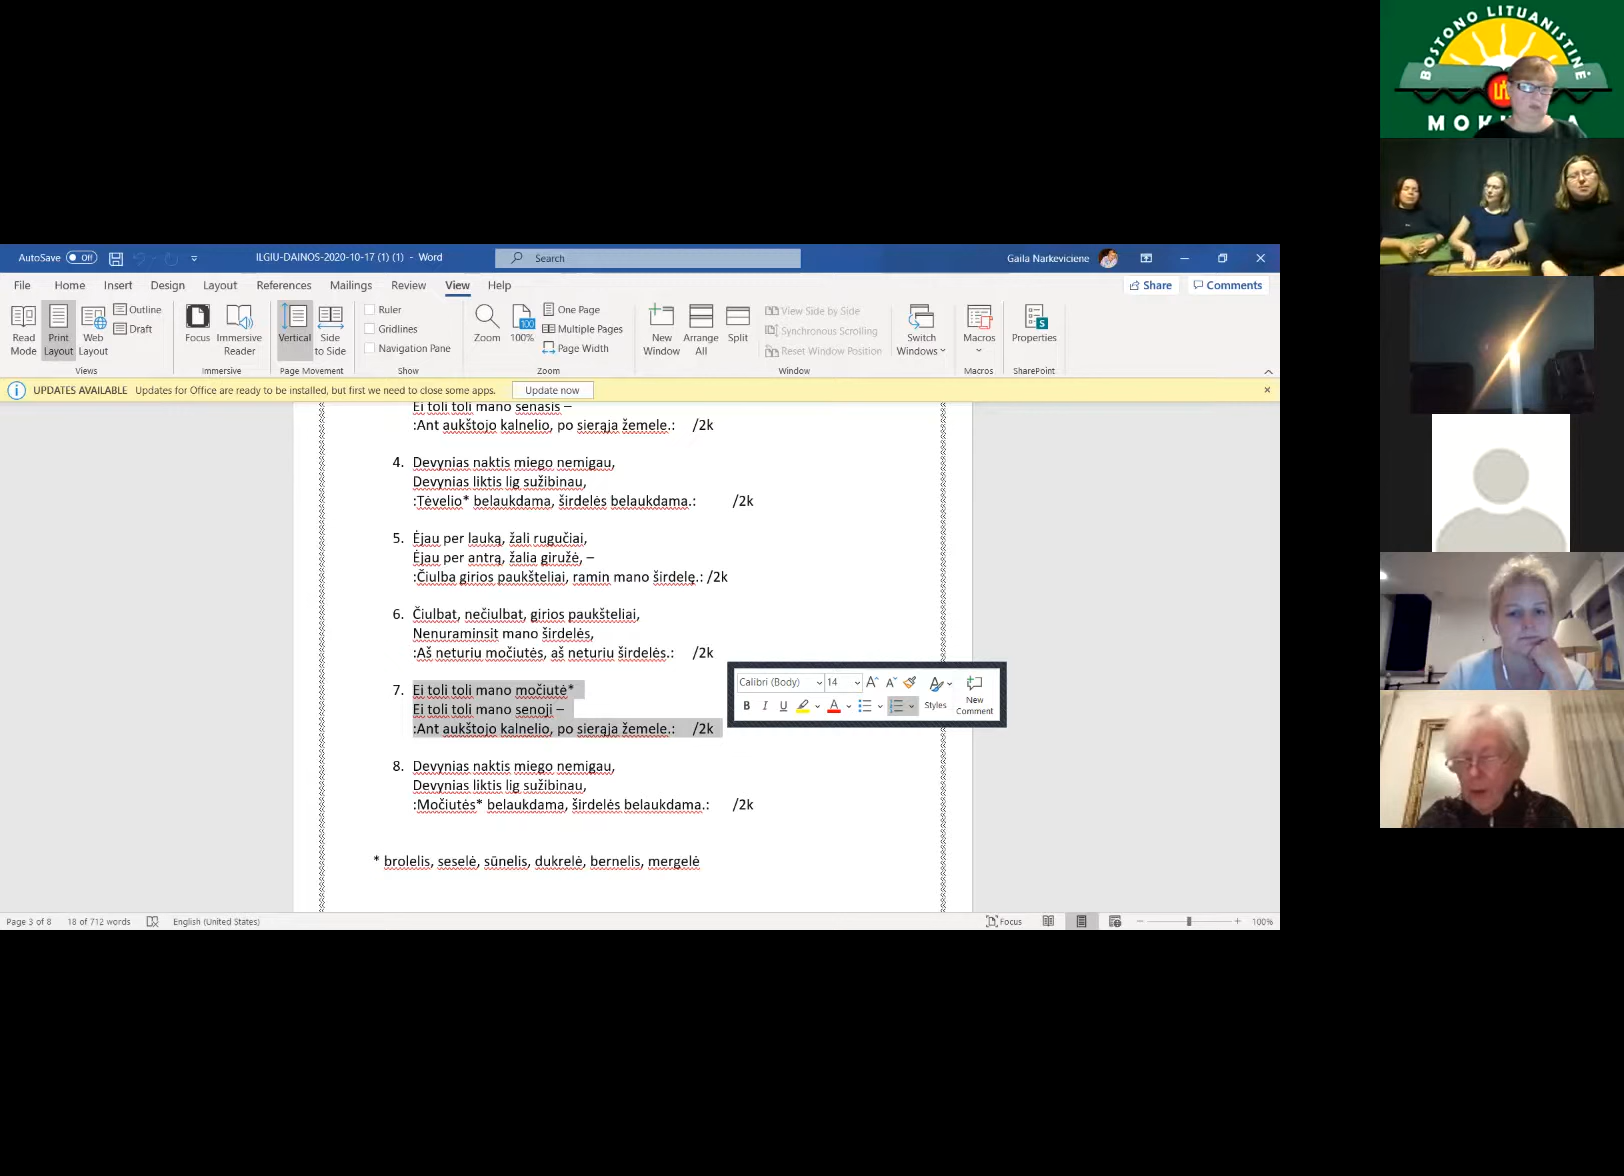 BOSTONO LITUANISTINĖ
MOK
AutoSave Off
ILGIU-DAINOS-2020-10-17 (1) (1) - Word
Search
Gaila Narkeviciene
File Home Insert Design Layout References Mailings Review View Help
Share Comments
Read Mode
Print Layout
Web Layout
Outline
Draft
Views
Focus
Immersive Reader
Immersive
Vertical
Side to Side
Page Movement
Ruler
Gridlines
Navigation Pane
Show
Zoom
100
100%
One Page
Multiple Pages
Page Width
Zoom
New Window
Arrange All
Split
View Side by Side
Synchronous Scrolling
Reset Window Position
Switch Windows
Window
Macros
Macros
Properties
SharePoint
UPDATES AVAILABLE Updates for Office are ready to be installed, but first we need to close some apps. Update now
Ei toli toli mano senasis –
:Ant aukštojo kalnelio, po sierąja žemele.: /2k
4. Devynias naktis miego nemigau,
Devynias liktis lig sužibinau,
:Tėvelio* belaukdama, širdelės belaukdama.: /2k
5. Ėjau per lauką, žali rugučiai,
Ėjau per antrą, žalia giružė, –
:Čiulba girios paukšteliai, ramin mano širdelę.: /2k
6. Čiulbat, nečiulbat, girios paukšteliai,
Nenuraminsit mano širdelės,
:Aš neturiu močiutės, aš neturiu širdelės.: /2k
7. Ei toli toli mano močiutė*
Ei toli toli mano senoji –
:Ant aukštojo kalnelio, po sierąja žemele.: /2k
8. Devynias naktis miego nemigau,
Devynias liktis lig sužibinau,
:Močiutės* belaukdama, širdelės belaukdama.: /2k
* brolelis, seselė, sūnelis, dukrelė, bernelis, mergelė
Calibri (Body) 14
B I U
Styles
New Comment
Page 3 of 8 18 of 712 words English (United States)
Focus
100%